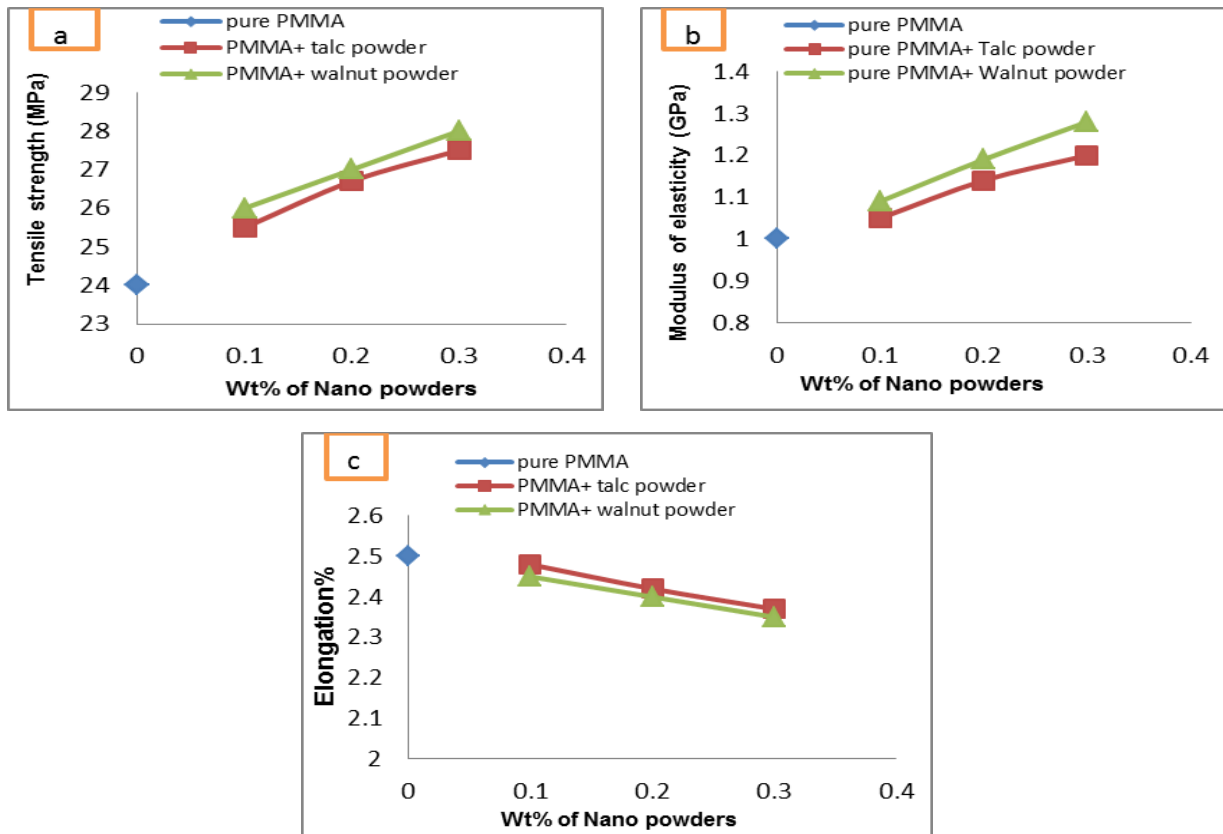 a
pure PMMA
PMMA+ talc powder
PMMA+ walnut powder
Tensile strength (MPa)
29
28
27
26
25
24
23
0 0.1 0.2 0.3 0.4
Wt% of Nano powders
b
pure PMMA
pure PMMA+ Talc powder
pure PMMA+ Walnut powder
Modulus of elasticity (GPa)
1.4
1.3
1.2
1.1
1
0.9
0.8
0 0.1 0.2 0.3 0.4
Wt% of Nano powders
c
pure PMMA
PMMA+ talc powder
PMMA+ walnut powder
Elongation%
2.6
2.5
2.4
2.3
2.2
2.1
2
0 0.1 0.2 0.3 0.4
Wt% of Nano powders